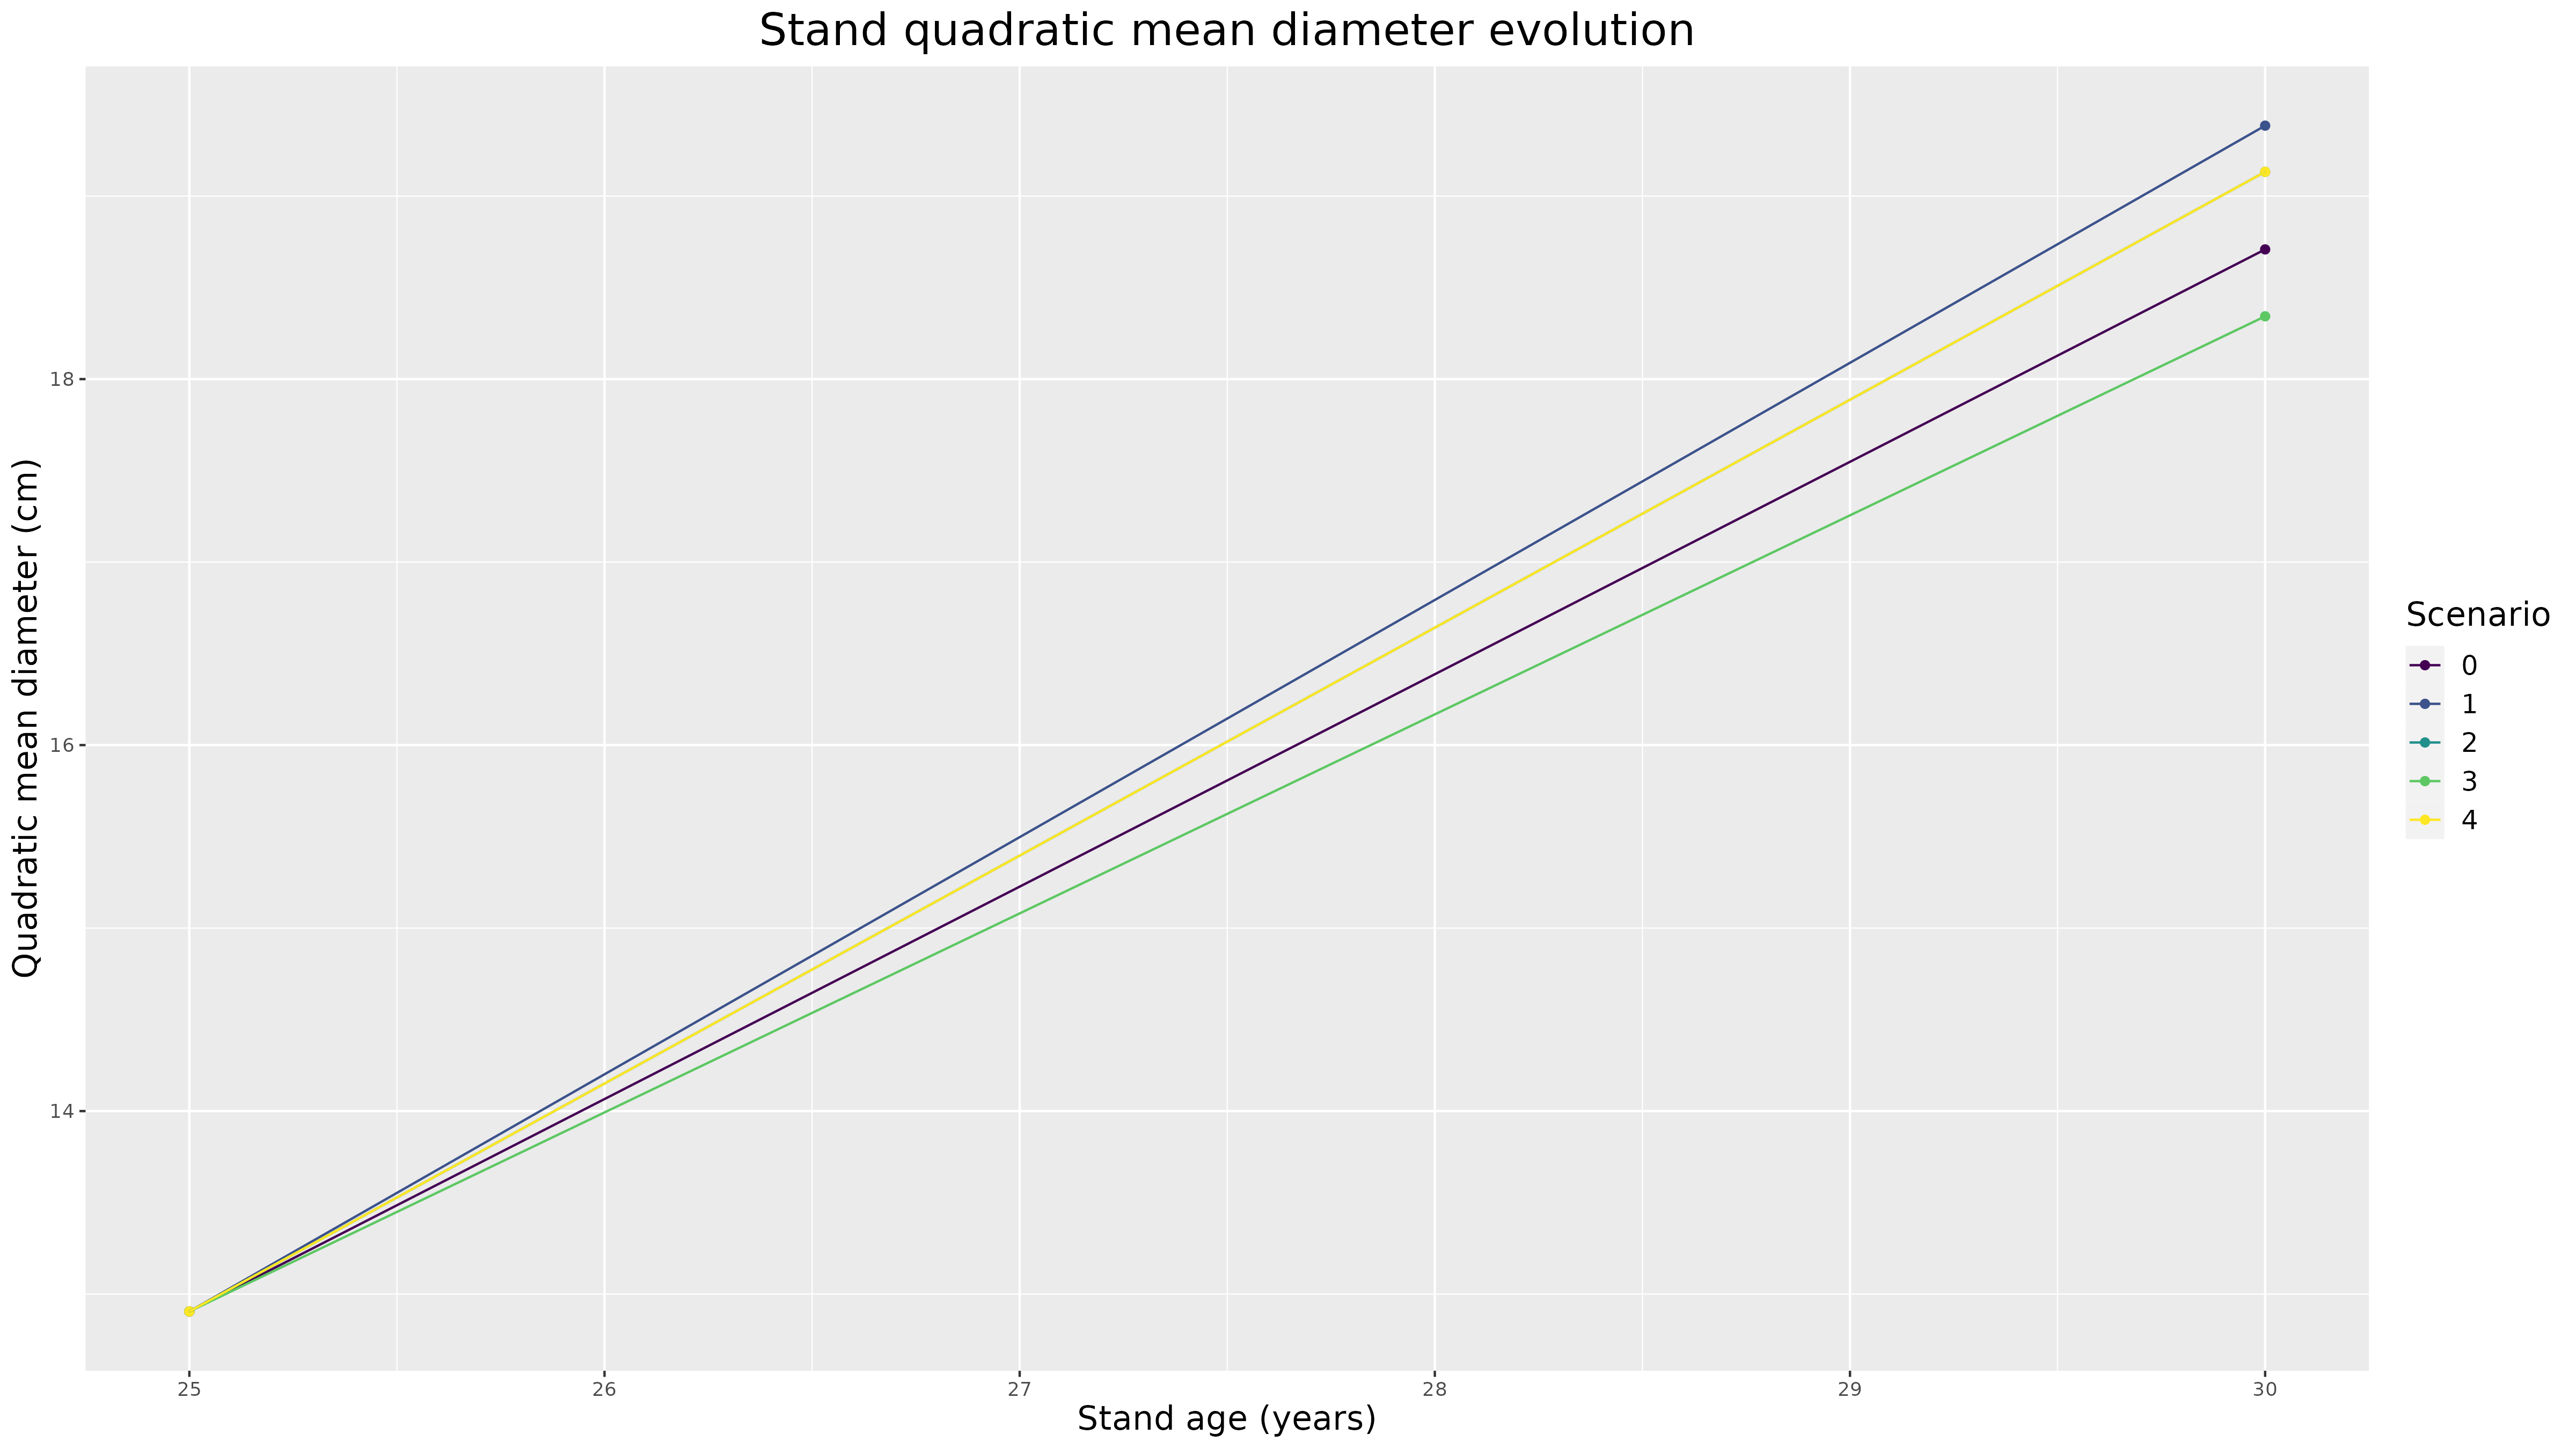 Stand quadratic mean diameter evolution
Quadratic mean diameter (cm)
18
16
14
25 26 27 28 29 30
Stand age (years)
Scenario
0
1
2
3
4